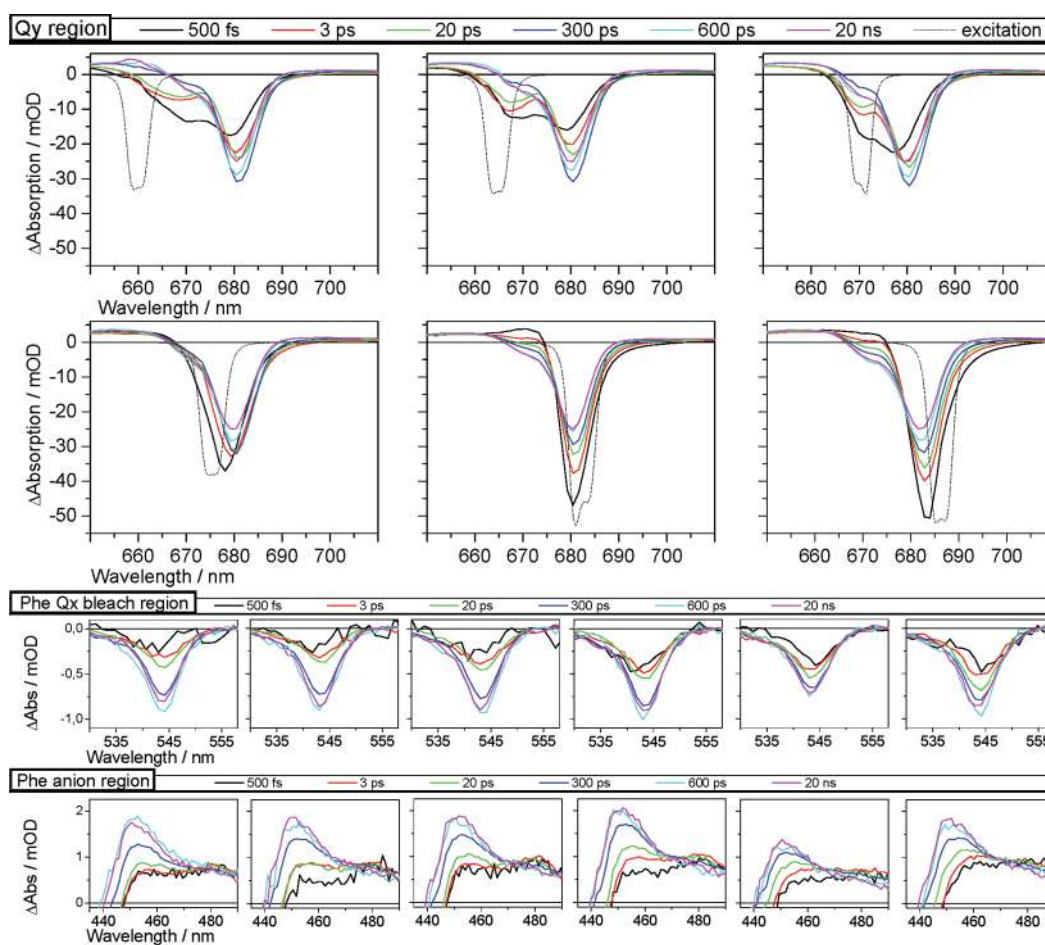 Qy region 500 fs 3 ps 20 ps 300 ps 600 ps 20 ns excitation
0
-10
-20
-30
-40
-50
ΔAbsorption / mOD
660 670 680 690 700 660 670 680 690 700 660 670 680 690 700
Wavelength / nm
0
-10
-20
-30
-40
-50
ΔAbsorption / mOD
660 670 680 690 700 660 670 680 690 700 660 670 680 690 700
Wavelength / nm
Phe Qx bleach region 500 fs 3 ps 20 ps 300 ps 600 ps 20 ns
0,0
-0,5
-1,0
ΔAbs / mOD
535 545 555 535 545 555 535 545 555 535 545 555 535 545 555 535 545 555
Wavelength / nm
Phe anion region 500 fs 3 ps 20 ps 300 ps 600 ps 20 ns
2
1
0
ΔAbs / mOD
440 460 480 440 460 480 440 460 480 440 460 480 440 460 480 440 460 480
Wavelength / nm